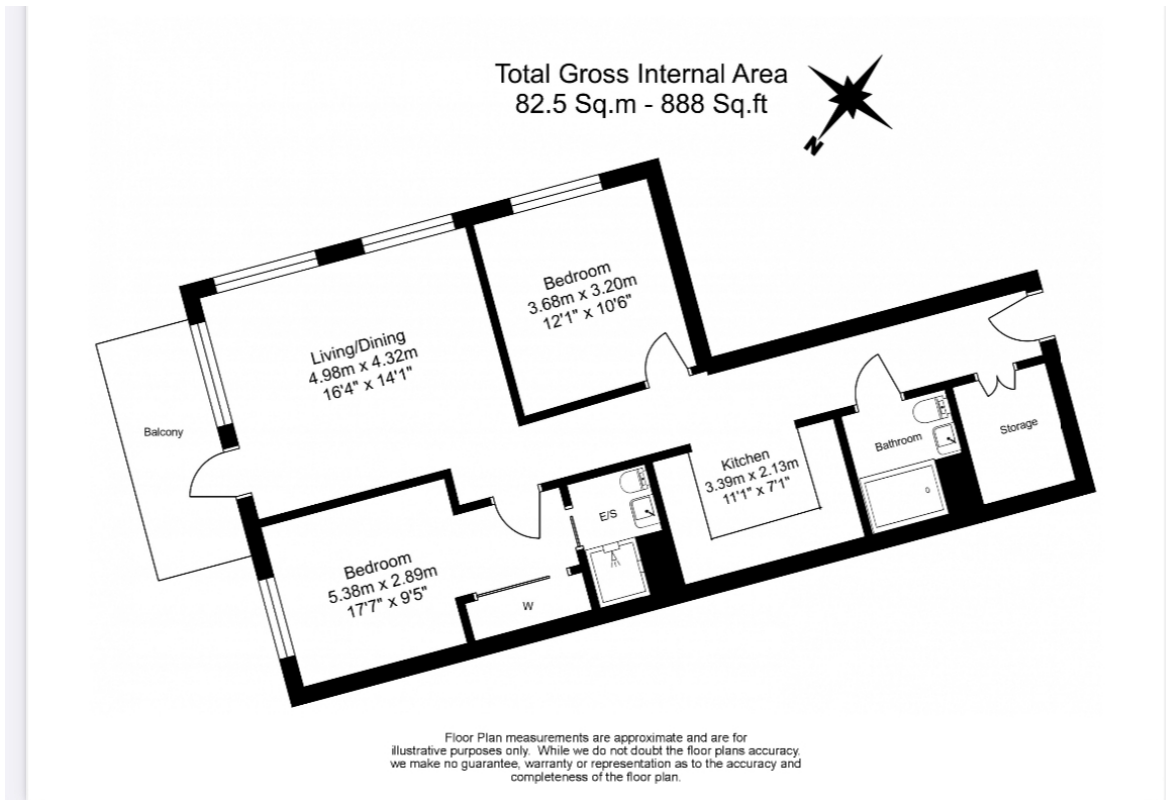 Total Gross Internal Area
82.5 Sq.m - 888 Sq.ft
N
Bedroom
3.68m x 3.20m
12'1" x 10'6"
Living/Dining
4.98m x 4.32m
16'4" x 14'1"
Balcony
Kitchen
3.39m x 2.13m
11'1" x 7'1"
Bathroom
Storage
E/S
Bedroom
5.38m x 2.89m
17'7" x 9'5"
W
Floor Plan measurements are approximate and are for
illustrative purposes only. While we do not doubt the floor plans accuracy,
we make no guarantee, warranty or representation as to the accuracy and
completeness of the floor plan.